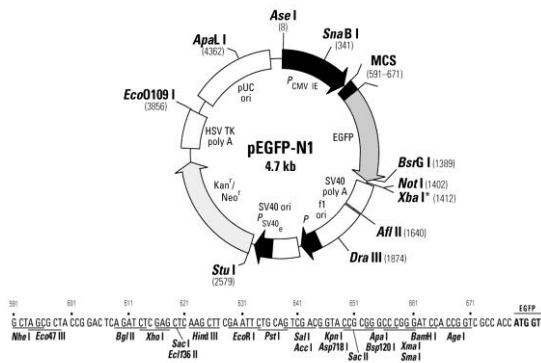 Ase I
(8)
SnaB I
(341)
ApaL I
(4362)
MCS
(591–671)
P CMV IE
pUC
ori
EcoO109 I
(3856)
EGFP
HSV TK
poly A
pEGFP-N1
4.7 kb
BsrG I (1389)
Not I (1402)
Xba I* (1412)
SV40
poly A
Kanr/
Neor
SV40 ori
P SV40 e
f1
ori
P
Afl II (1640)
Dra III (1874)
Stu I
(2579)
591 601 611 621 631 641 651 661 671 EGFP
G CTA GCG CTA CCG GAC TCA GAT CTC GAG CTC AAG CTT CGA ATT CTG CAG TCG ACG GTA CCG CGG GCC CGG GAT CCA CCG GTC GCC ACC ATG GT
Nhe I Eco47 III Bgl II Xho I Hind III EcoR I Pst I Sal I Kpn I Apa I BamH I Age I
Sac I Acc I Asp718 I Bsp120 I Xma I
Ecl136 II Sac II Sma I